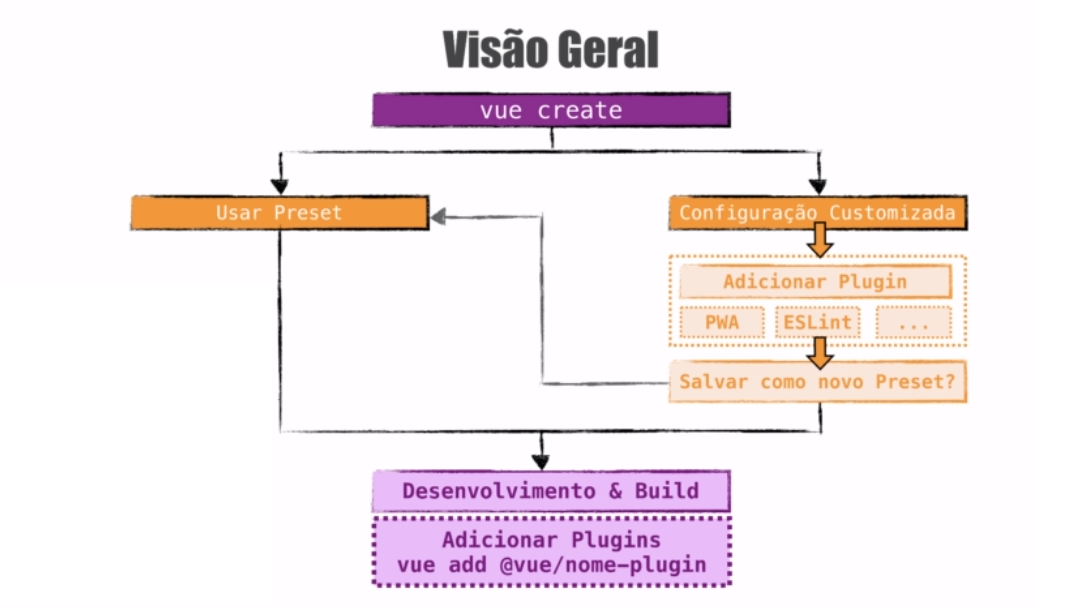 Visão Geral
vue create
Usar Preset
Configuração Customizada
Adicionar Plugin
PWA
ESLint
...
Salvar como novo Preset?
Desenvolvimento & Build
Adicionar Plugins
vue add @vue/nome-plugin